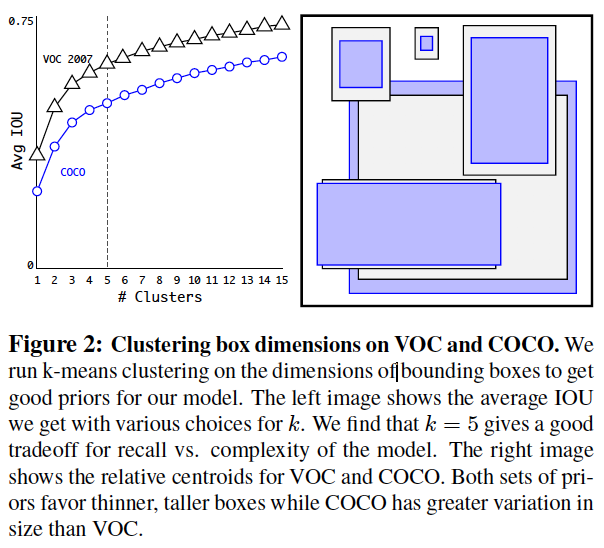 0.75
VOC 2007
Avg IOU
COCO
0
1 2 3 4 5 6 7 8 9 10 11 12 13 14 15
# Clusters
Figure 2: Clustering box dimensions on VOC and COCO. We
run k-means clustering on the dimensions of bounding boxes to get
good priors for our model. The left image shows the average IOU
we get with various choices for k. We find that k = 5 gives a good
tradeoff for recall vs. complexity of the model. The right image
shows the relative centroids for VOC and COCO. Both sets of pri-
ors favor thinner, taller boxes while COCO has greater variation in
size than VOC.